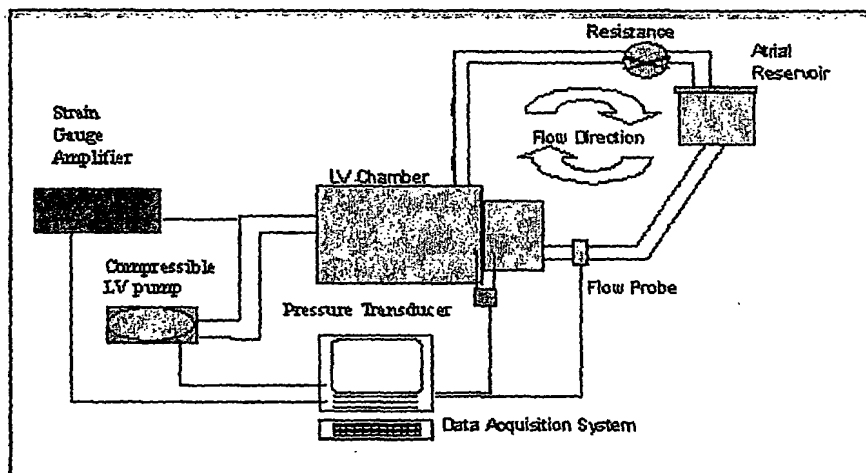 Resistance
Atrial
Reservoir
Strain
Gauge
Amplifier
Flow Direction
LV Chamber
Compressible
LV pump
Flow Probe
Pressure Transducer
Data Acquisition System